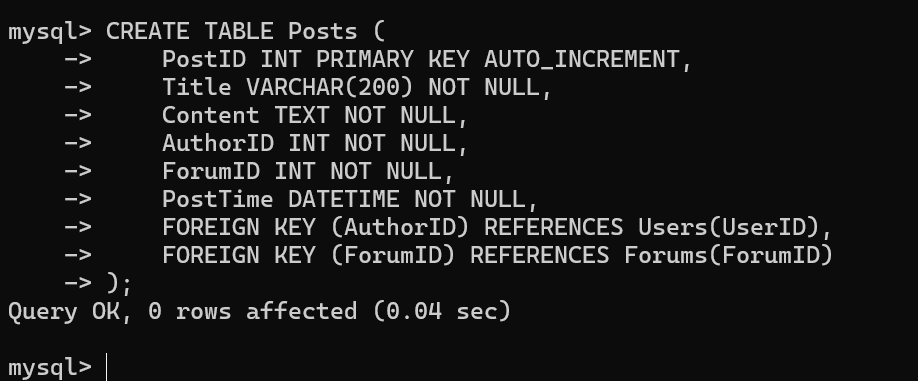 mysql> CREATE TABLE Posts (
    ->     PostID INT PRIMARY KEY AUTO_INCREMENT,
    ->     Title VARCHAR(200) NOT NULL,
    ->     Content TEXT NOT NULL,
    ->     AuthorID INT NOT NULL,
    ->     ForumID INT NOT NULL,
    ->     PostTime DATETIME NOT NULL,
    ->     FOREIGN KEY (AuthorID) REFERENCES Users(UserID),
    ->     FOREIGN KEY (ForumID) REFERENCES Forums(ForumID)
    -> );
Query OK, 0 rows affected (0.04 sec)
mysql>